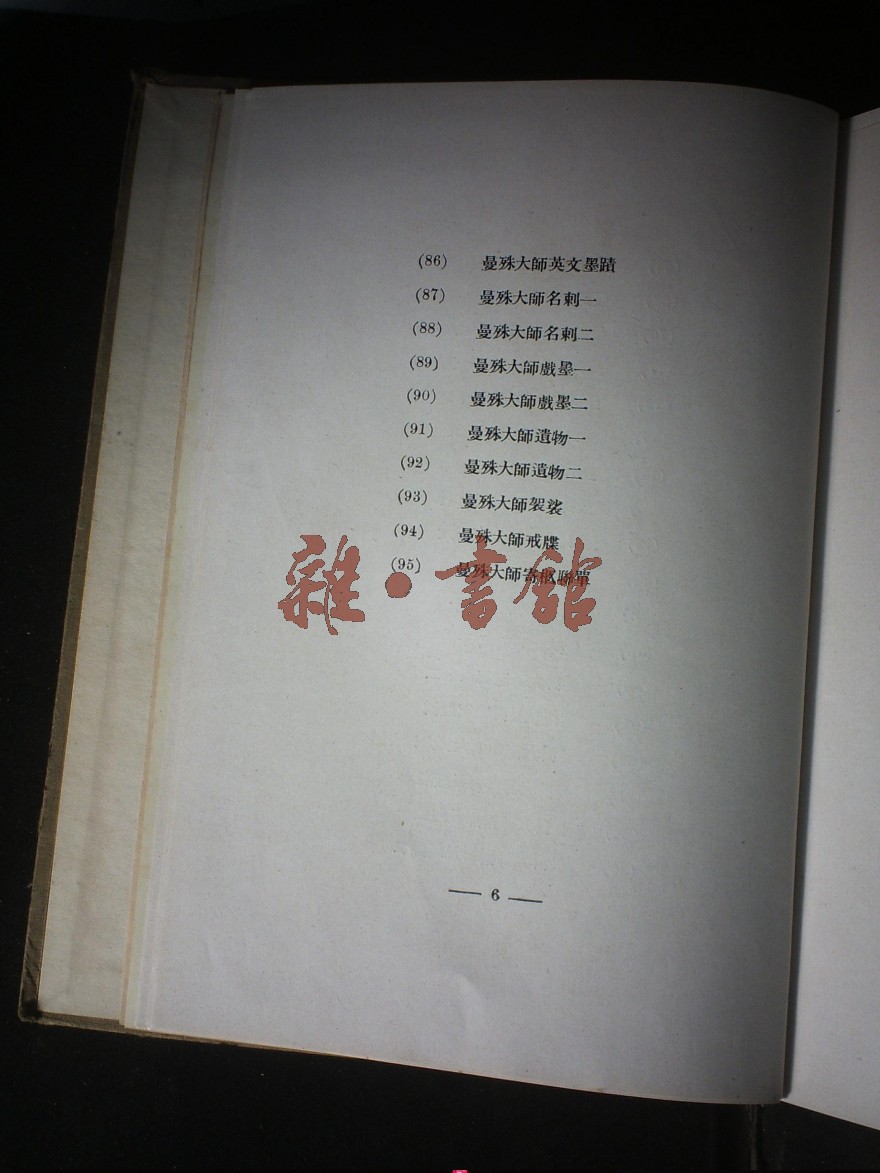 (86) 曼殊大師英文墨蹟
(87) 曼殊大師名刺一
(88) 曼殊大師名刺二
(89) 曼殊大師戲墨一
(90) 曼殊大師戲墨二
(91) 曼殊大師遺物一
(92) 曼殊大師遺物二
(93) 曼殊大師袈裟
(94) 曼殊大師戒牒
(95) 曼殊大師寄柩聯單
雜·書館
— 6 —